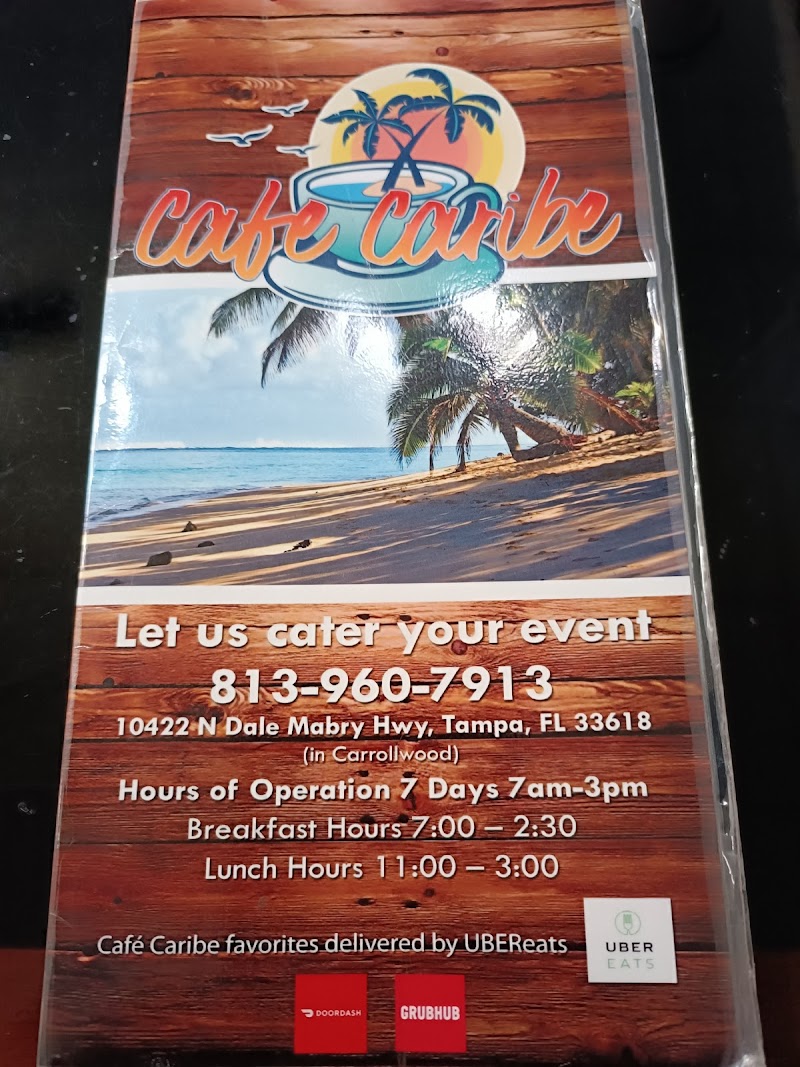 Cafe Caribe
Let us cater your event
813-960-7913
10422 N Dale Mabry Hwy, Tampa, FL 33618
(in Carrollwood)
Hours of Operation 7 Days 7am-3pm
Breakfast Hours 7:00 – 2:30
Lunch Hours 11:00 – 3:00
Café Caribe favorites delivered by UBEReats
UBER
EATS
DOORDASH
GRUBHUB